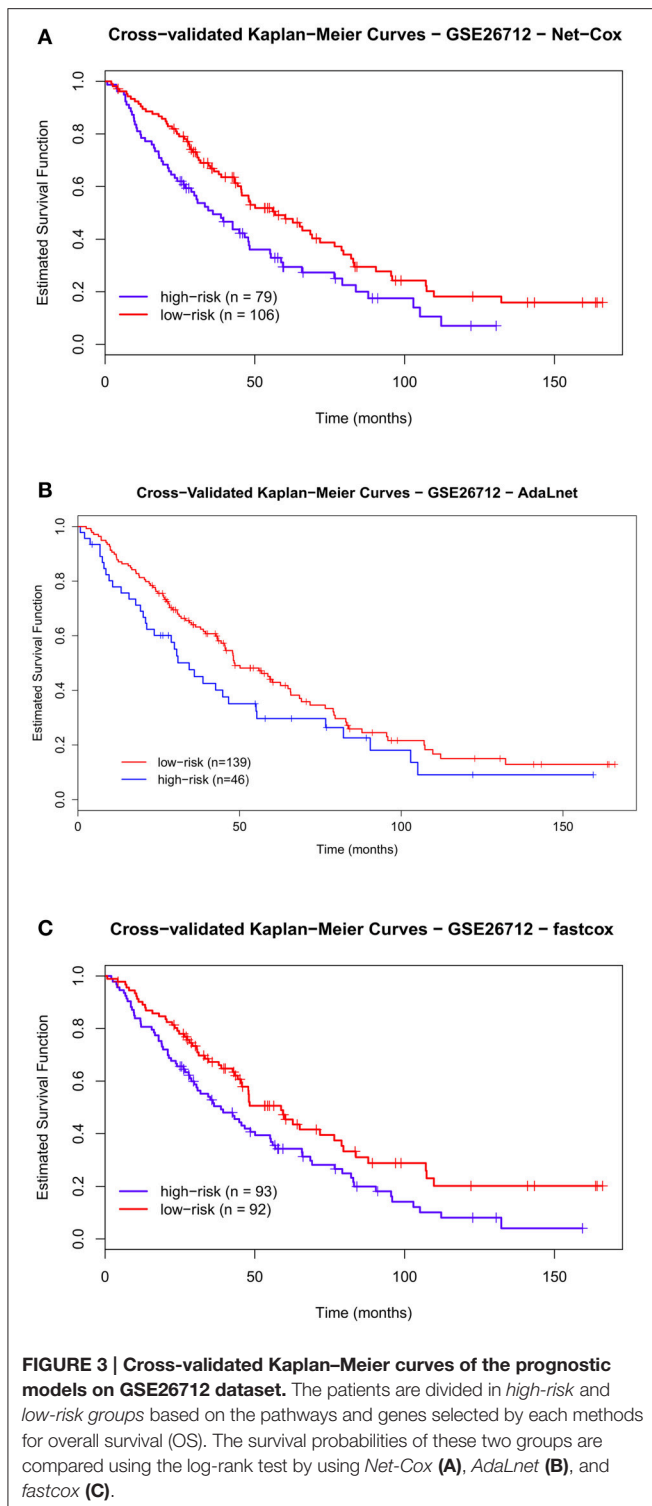 A
Cross-validated Kaplan−Meier Curves − GSE26712 − Net-Cox
Estimated Survival Function
1.0
0.8
0.6
0.4
0.2
0.0
high−risk (n = 79)
low−risk (n = 106)
0 50 100 150
Time (months)
B
Cross−Validated Kaplan−Meier Curves − GSE26712 − AdaLnet
Estimated Survival Function
1.0
0.8
0.6
0.4
0.2
0.0
low−risk (n=139)
high−risk (n=46)
0 50 100 150
Time (months)
C
Cross−validated Kaplan−Meier Curves − GSE26712 − fastcox
Estimated Survival Function
1.0
0.8
0.6
0.4
0.2
0.0
high−risk (n = 93)
low−risk (n = 92)
0 50 100 150
Time (months)
FIGURE 3 | Cross-validated Kaplan–Meier curves of the prognostic
models on GSE26712 dataset. The patients are divided in high-risk and
low-risk groups based on the pathways and genes selected by each methods
for overall survival (OS). The survival probabilities of these two groups are
compared using the log-rank test by using Net-Cox (A), AdaLnet (B), and
fastcox (C).